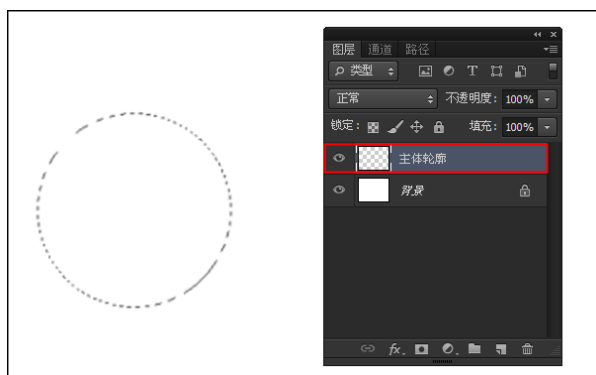 图层 通道 路径
类型 T
正常 不透明度: 100%
锁定: 填充: 100%
主体轮廓
背景
fx.